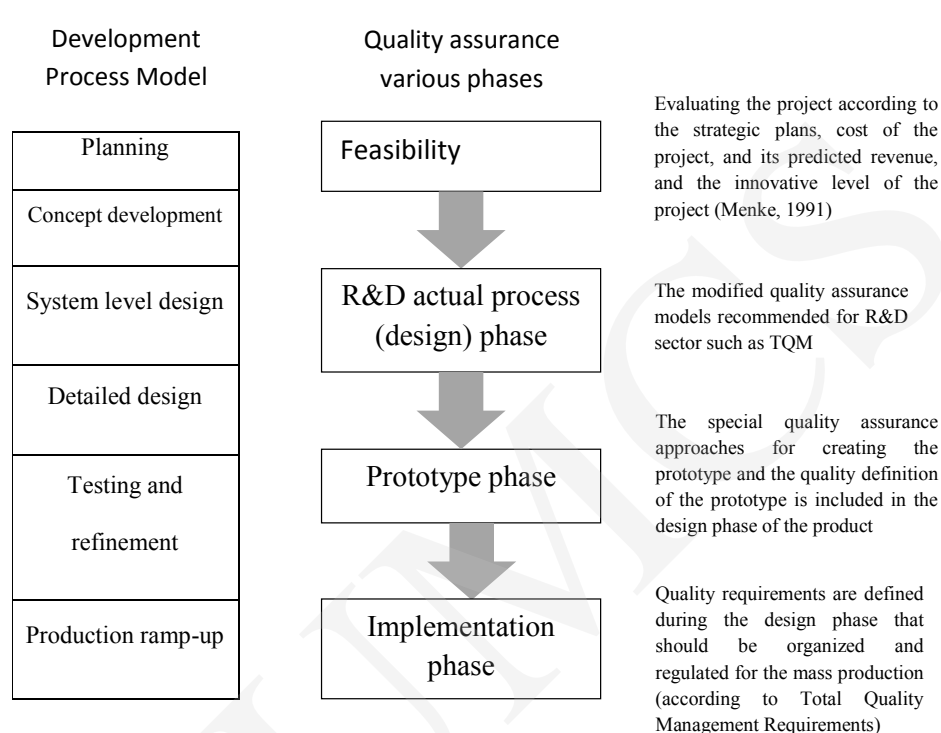 Development
Process Model
Planning
Concept development
System level design
Detailed design
Testing and
refinement
Production ramp-up
Quality assurance
various phases
Feasibility
R&D actual process
(design) phase
Prototype phase
Implementation
phase
Evaluating the project according to
the strategic plans, cost of the
project, and its predicted revenue,
and the innovative level of the
project (Menke, 1991)
The modified quality assurance
models recommended for R&D
sector such as TQM
The special quality assurance
approaches for creating the
prototype and the quality definition
of the prototype is included in the
design phase of the product
Quality requirements are defined
during the design phase that
should be organized and
regulated for the mass production
(according to Total Quality
Management Requirements)
UMCS